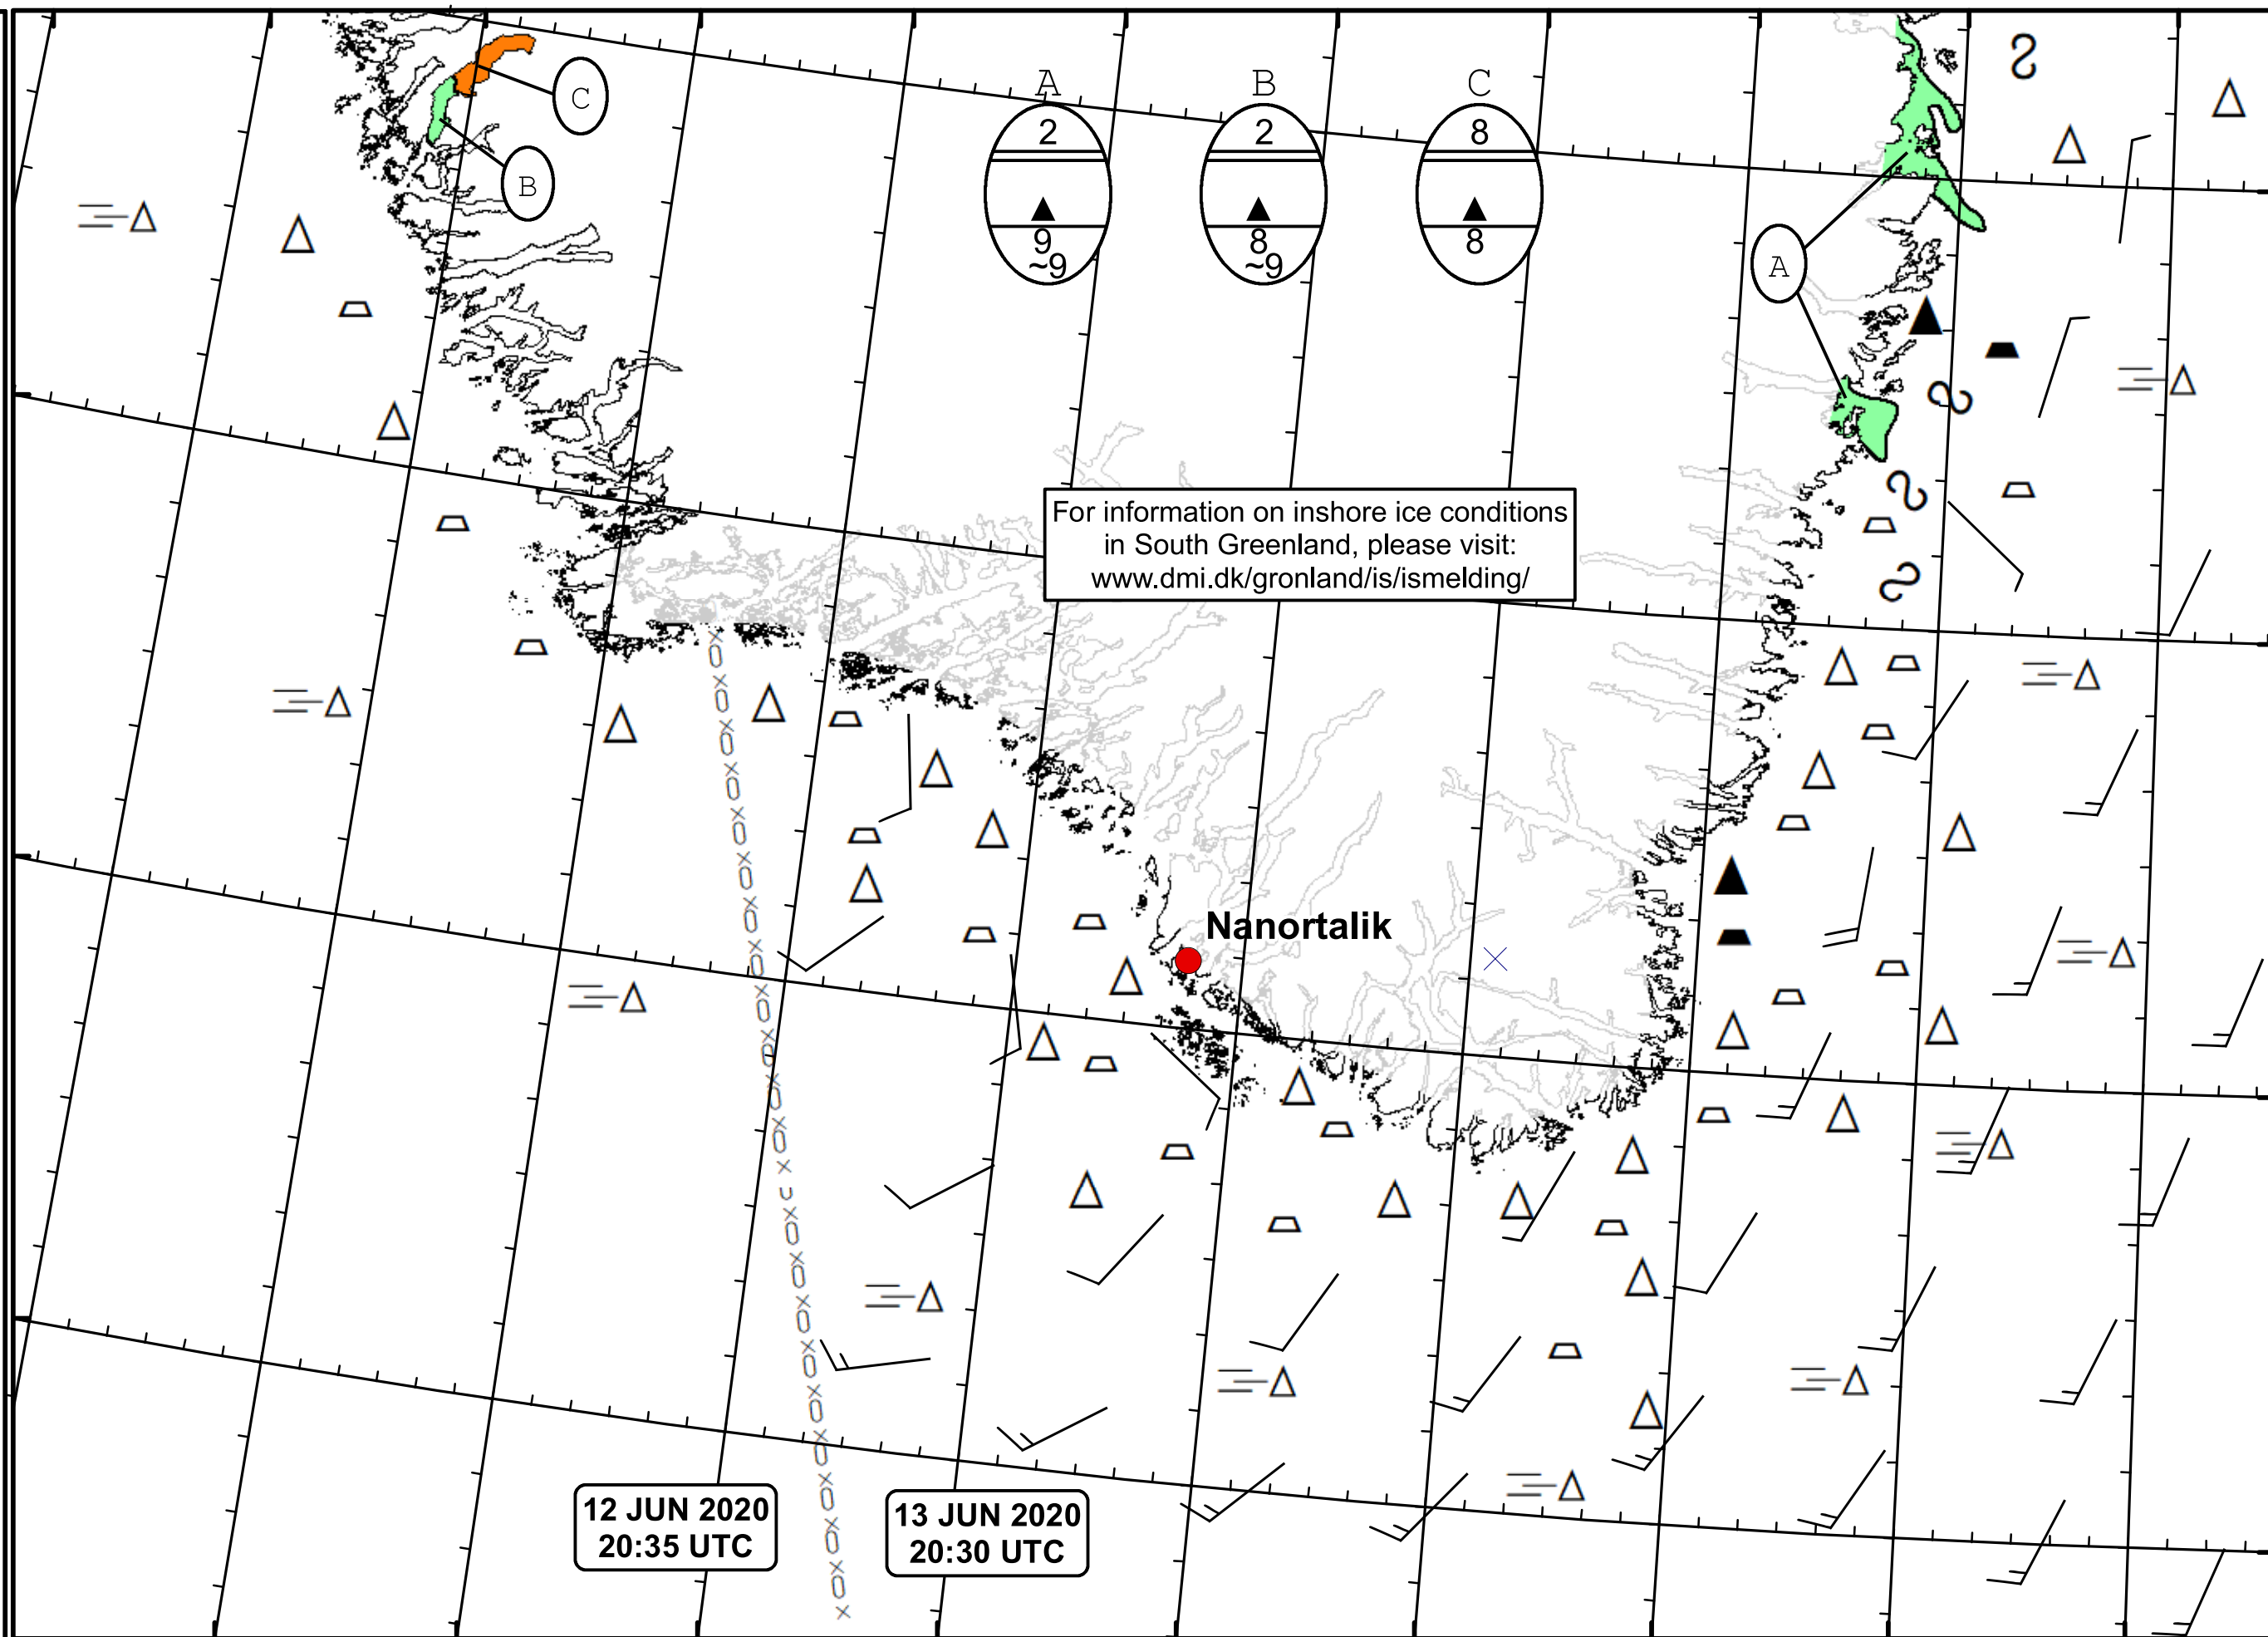 A B C
2 2 8
9 8 8
~9 ~9
C
B
A
For information on inshore ice conditions
in South Greenland, please visit:
www.dmi.dk/gronland/is/ismelding/
Nanortalik
12 JUN 2020
20:35 UTC
13 JUN 2020
20:30 UTC